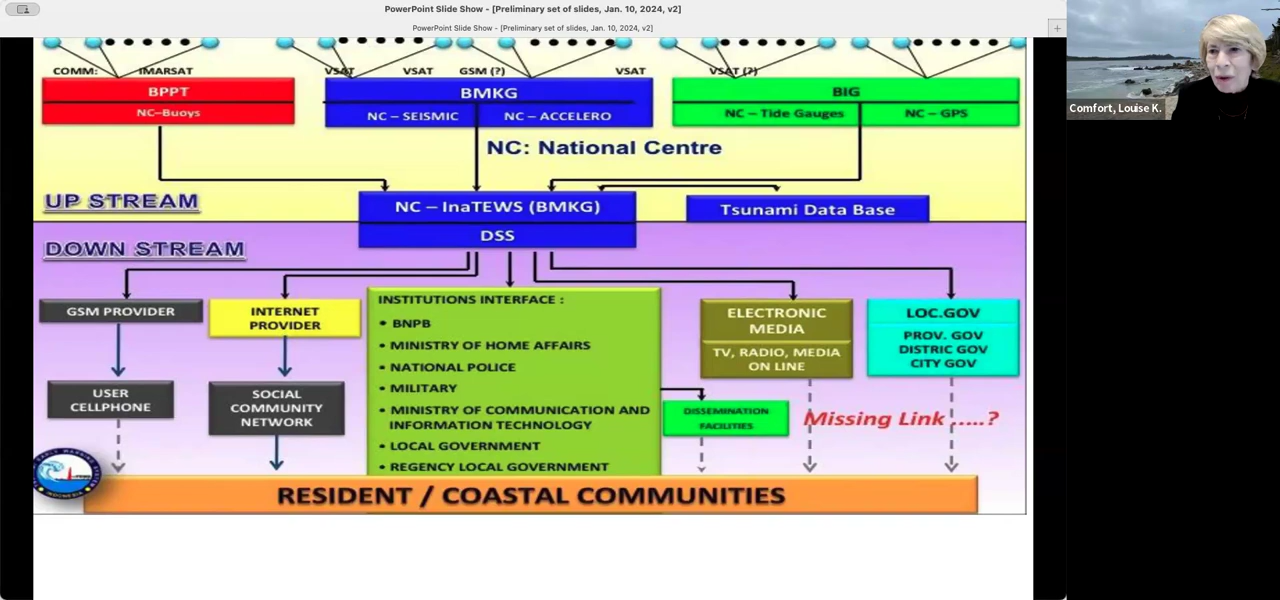 PowerPoint Slide Show - [Preliminary set of slides, Jan. 10, 2024, v2]
PowerPoint Slide Show - [Preliminary set of slides, Jan. 10, 2024, v2]
COMM: IMARSAT VSAT VSAT GSM (?) VSAT VSAT (?)
BPPT
NC-Buoys
BMKG
NC – SEISMIC NC – ACCELERO
BIG
NC – Tide Gauges NC – GPS
NC: National Centre
UP STREAM
NC – InaTEWS (BMKG)
DSS
Tsunami Data Base
DOWN STREAM
GSM PROVIDER
INTERNET
PROVIDER
USER
CELLPHONE
SOCIAL
COMMUNITY
NETWORK
INSTITUTIONS INTERFACE :
• BNPB
• MINISTRY OF HOME AFFAIRS
• NATIONAL POLICE
• MILITARY
• MINISTRY OF COMMUNICATION AND
INFORMATION TECHNOLOGY
• LOCAL GOVERNMENT
• REGENCY LOCAL GOVERNMENT
DISSEMINATION
FACILITIES
ELECTRONIC
MEDIA
TV, RADIO, MEDIA
ON LINE
LOC.GOV
PROV. GOV
DISTRIC GOV
CITY GOV
Missing Link .....?
RESIDENT / COASTAL COMMUNITIES
INDONESIA
Comfort, Louise K.